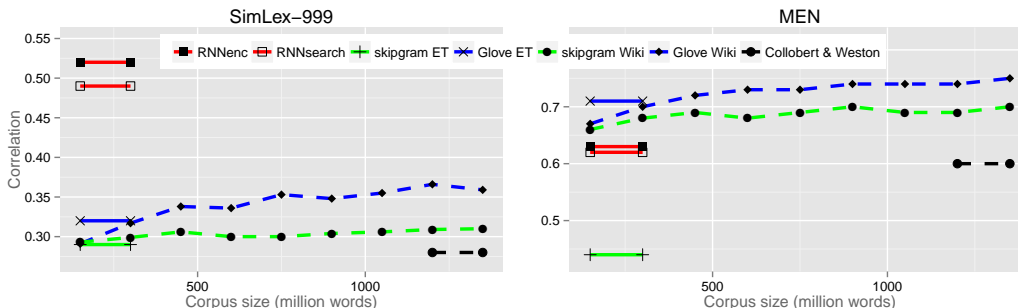 SimLex−999
MEN
RNNenc RNNsearch skipgram ET Glove ET skipgram Wiki Glove Wiki Collobert & Weston
Correlation
0.55
0.50
0.45
0.40
0.35
0.30
0.7
0.6
0.5
500
1000
500
1000
Corpus size (million words)
Corpus size (million words)